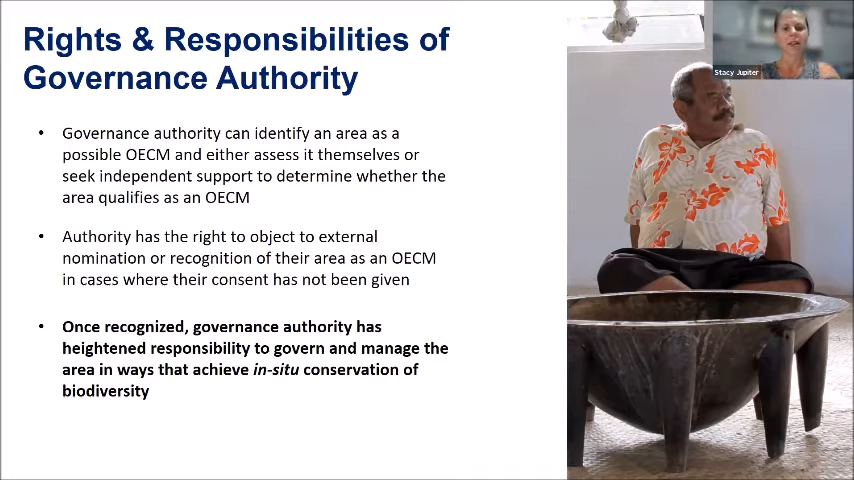 Rights & Responsibilities of
Governance Authority
Stacy Jupiter
• Governance authority can identify an area as a
possible OECM and either assess it themselves or
seek independent support to determine whether the
area qualifies as an OECM
• Authority has the right to object to external
nomination or recognition of their area as an OECM
in cases where their consent has not been given
• Once recognized, governance authority has
heightened responsibility to govern and manage the
area in ways that achieve in-situ conservation of
biodiversity